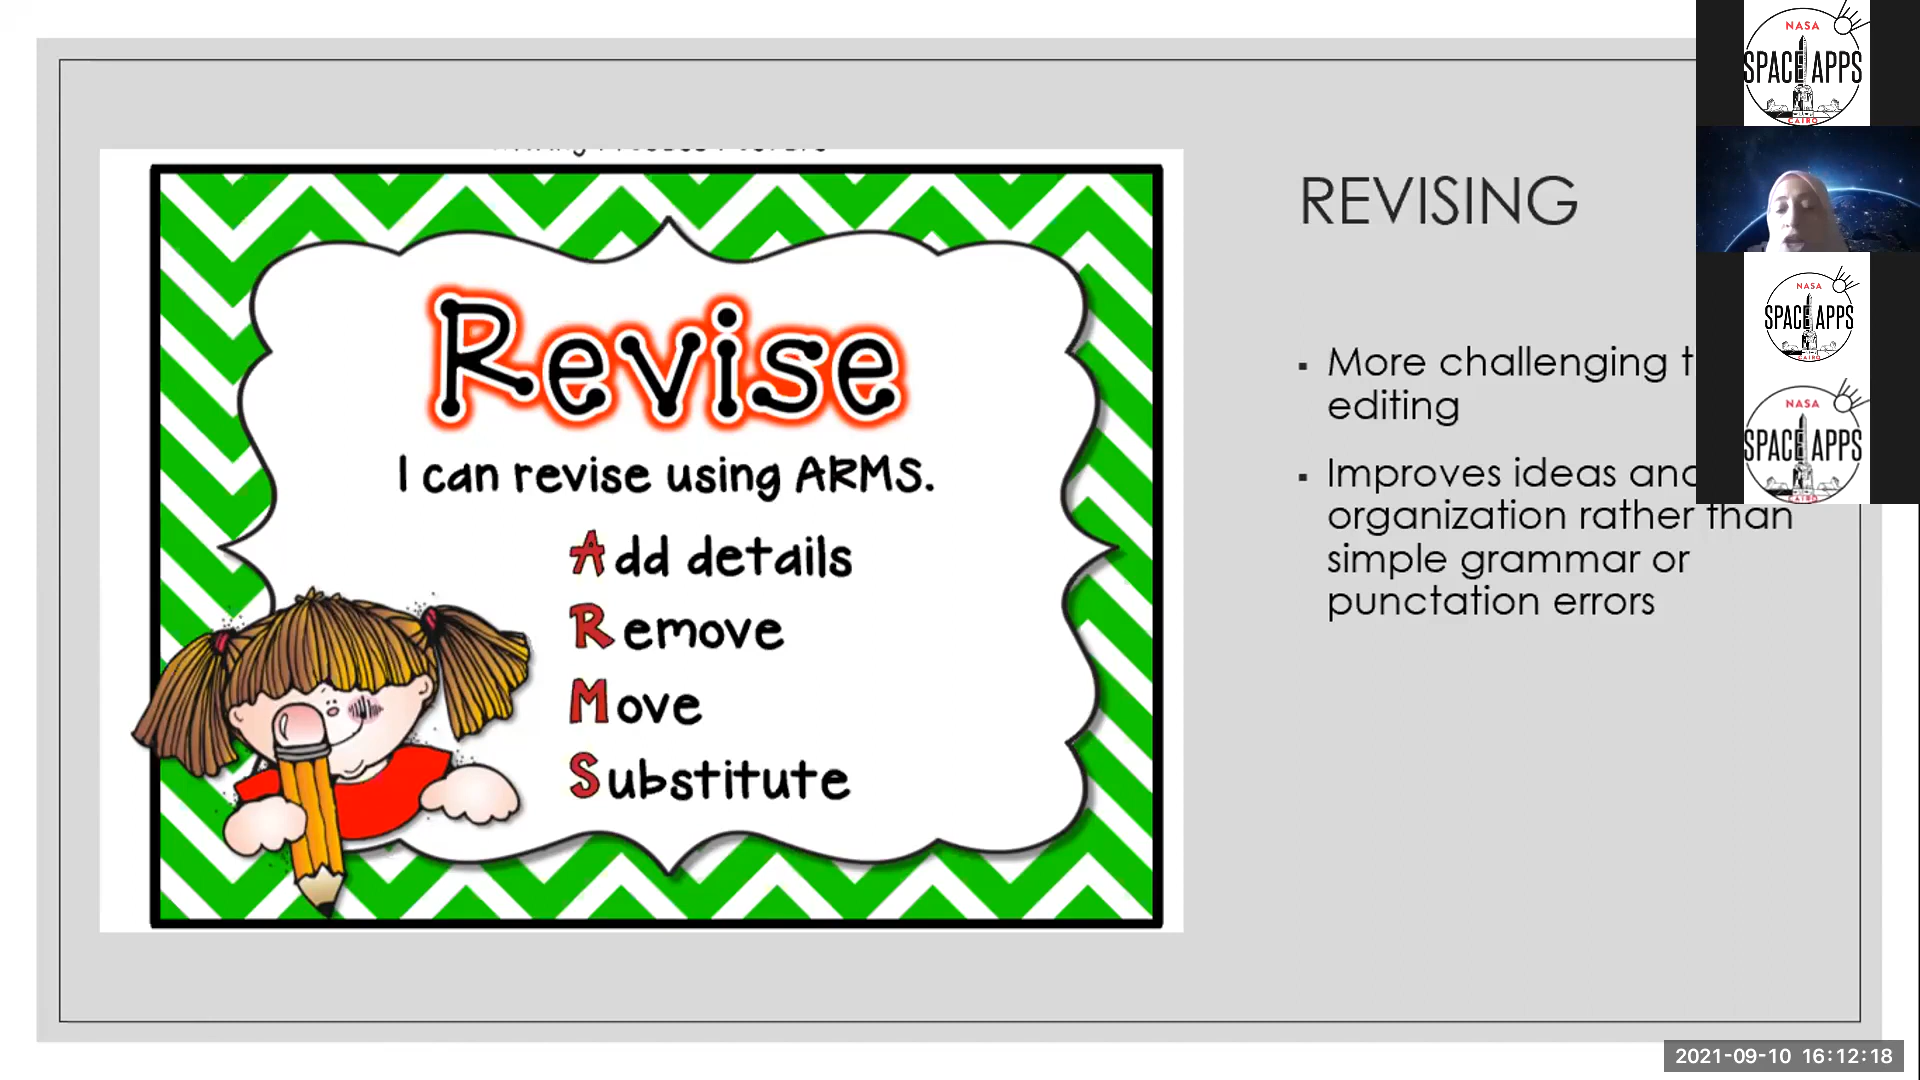 Revise
I can revise using ARMS.
Add details
Remove
Move
Substitute
REVISING
▪ More challenging
editing
▪ Improves ideas and
organization rather than
simple grammar or
punctation errors
NASA
SPACE APPS
CAIRO
NASA
SPACE APPS
CAIRO
NASA
SPACE APPS
CAIRO
2021-09-10 16:12:18